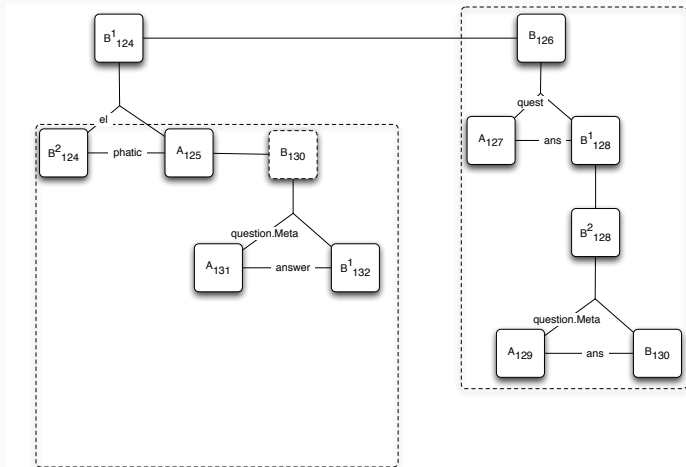 B1124
B126
el
quest
B2124
phatic
A125
B130
A127
ans
B1128
B2128
question.Meta
A131
answer
B1132
question.Meta
A129
ans
B130